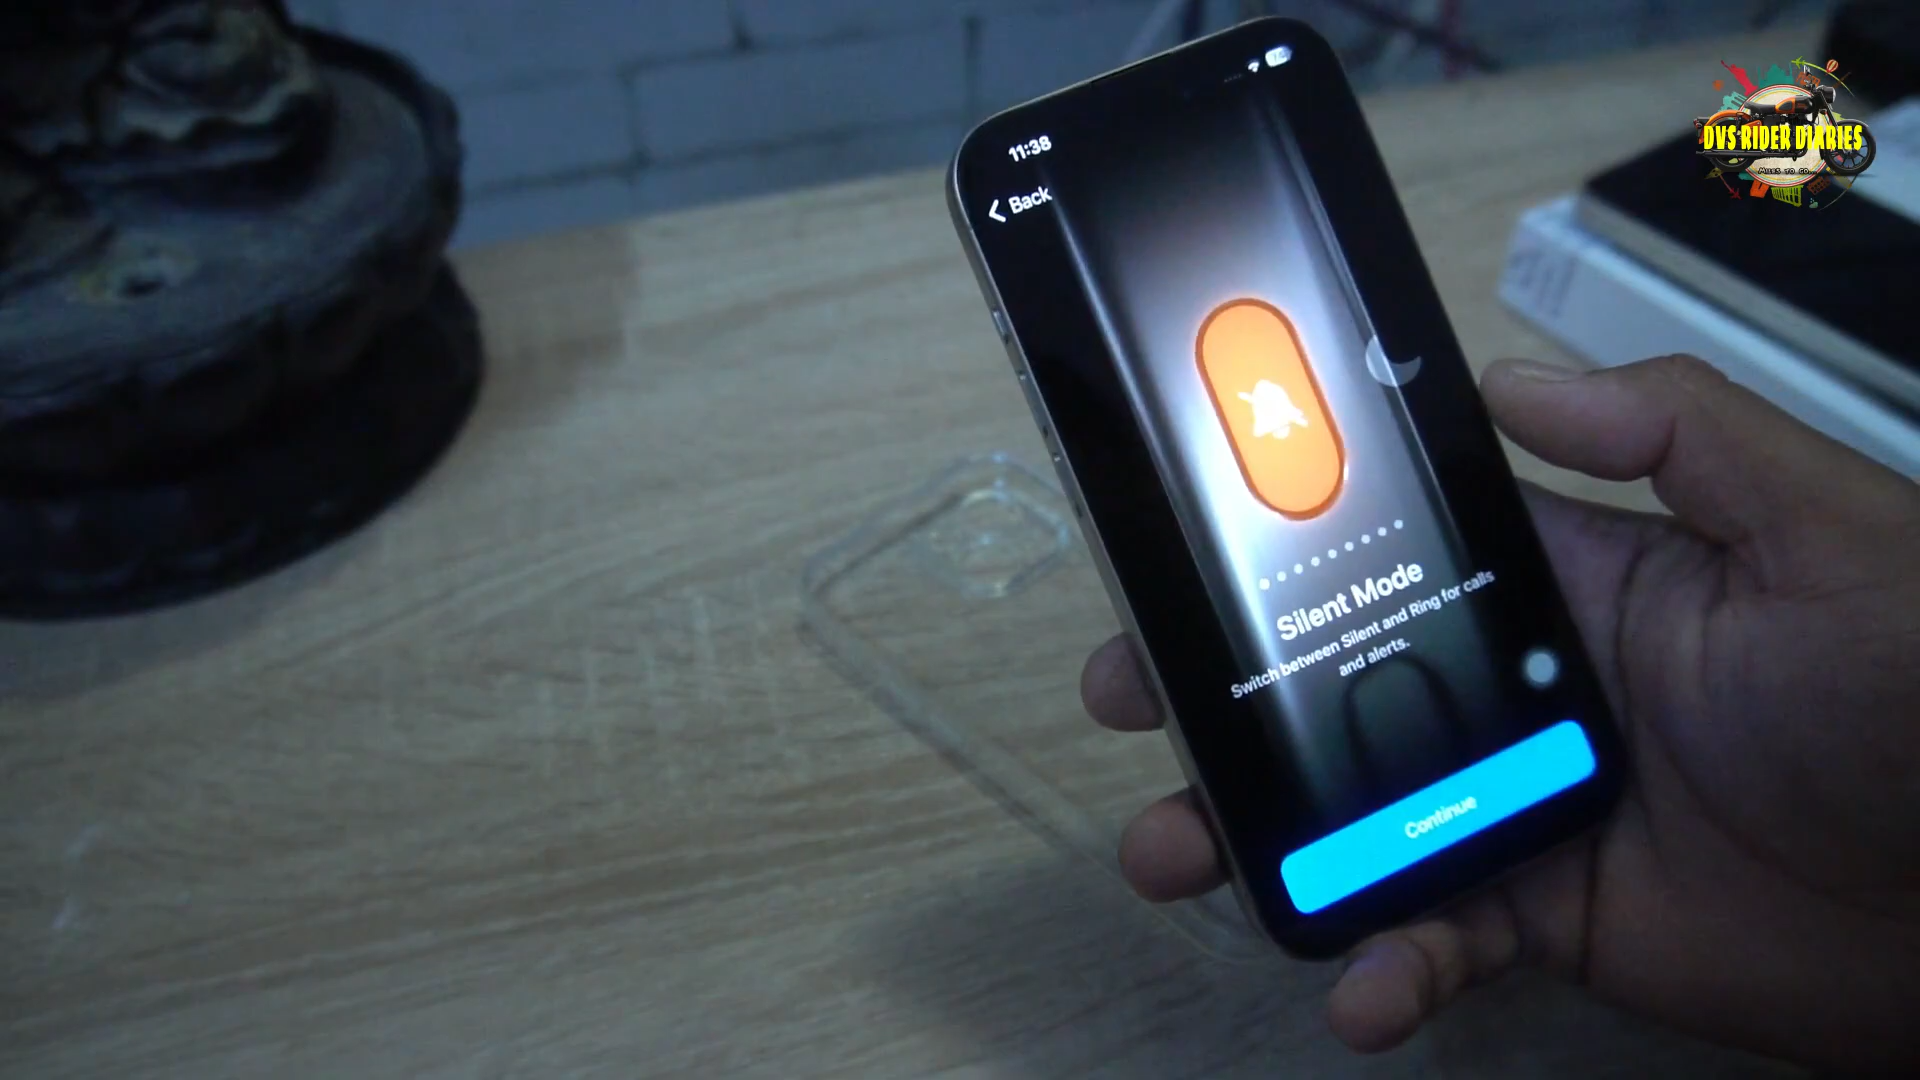 11:38
Back
Silent Mode
Switch between Silent and Ring for calls
and alerts.
Continue
DVS RIDER DIARIES